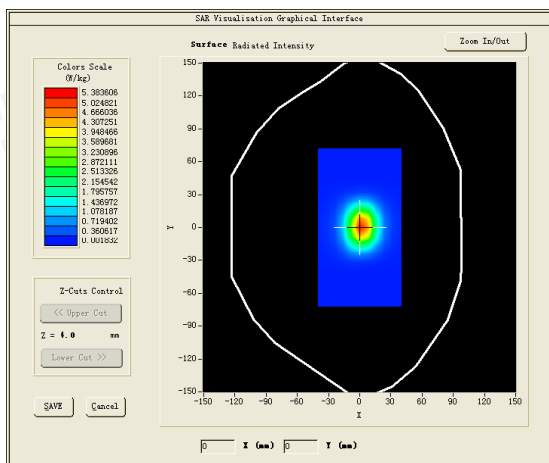 SAR Visualisation Graphical Interface
Surface Radiated Intensity
Zoom In/Out
Colors Scale
(W/kg)
5.383606
5.024821
4.666036
4.307251
3.948466
3.589681
3.230896
2.872111
2.513326
2.154542
1.795757
1.436972
1.078187
0.719402
0.360617
0.001832
150
120
90
60
30
0
-30
-60
-90
-120
-150
Y
-150 -120 -90 -60 -30 0 30 60 90 120 150
X
Z-Cuts Control
<< Upper Cut
Z = 4.0 mm
Lower Cut >>
SAVE Cancel
0 X (mm) 0 Y (mm)